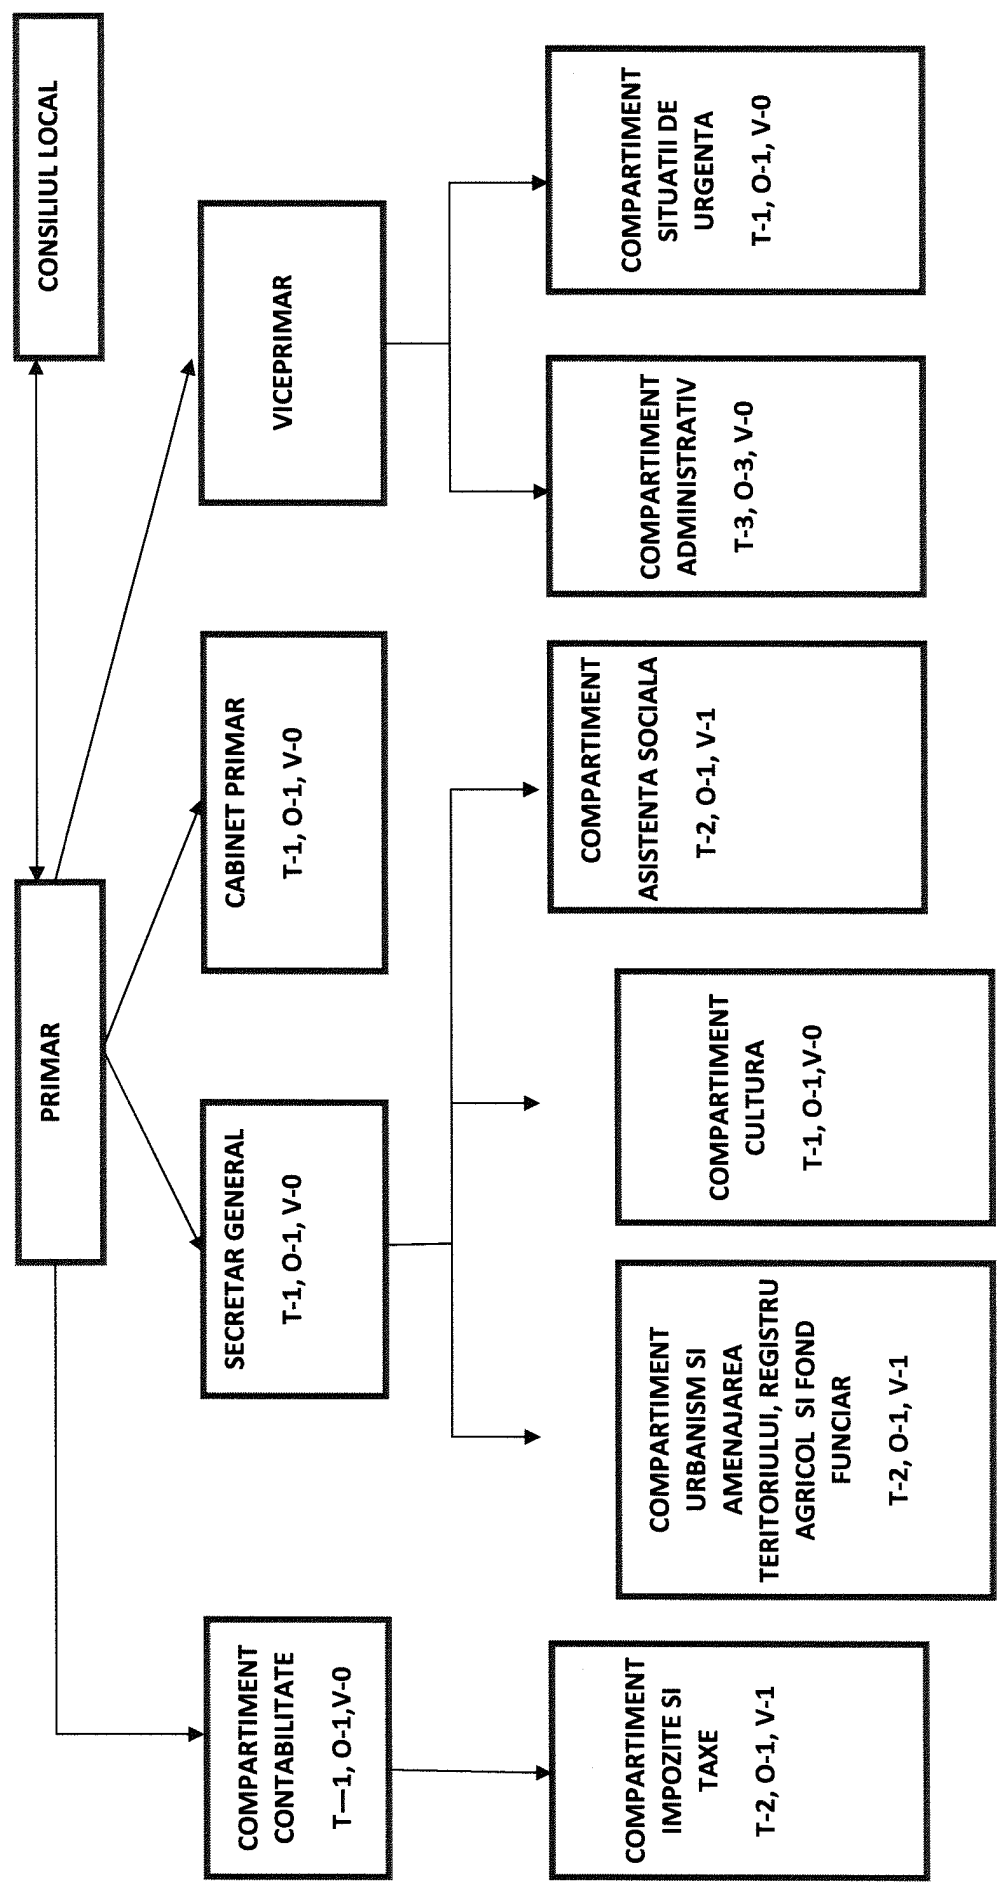 CONSILIUL LOCAL
PRIMAR
COMPARTIMENT
CONTABILITATE
T—1, O-1,V-0
SECRETAR GENERAL
T-1, O-1, V-0
CABINET PRIMAR
T-1, O-1, V-0
VICEPRIMAR
COMPARTIMENT
IMPOZITE SI
TAXE
T-2, O-1, V-1
COMPARTIMENT
URBANISM SI
AMENAJAREA
TERITORIULUI, REGISTRU
AGRICOL SI FOND
FUNCIAR
T-2, O-1, V-1
COMPARTIMENT
CULTURA
T-1, O-1,V-0
COMPARTIMENT
ASISTENTA SOCIALA
T-2, O-1, V-1
COMPARTIMENT
ADMINISTRATIV
T-3, O-3, V-0
COMPARTIMENT
SITUATII DE
URGENTA
T-1, O-1, V-0